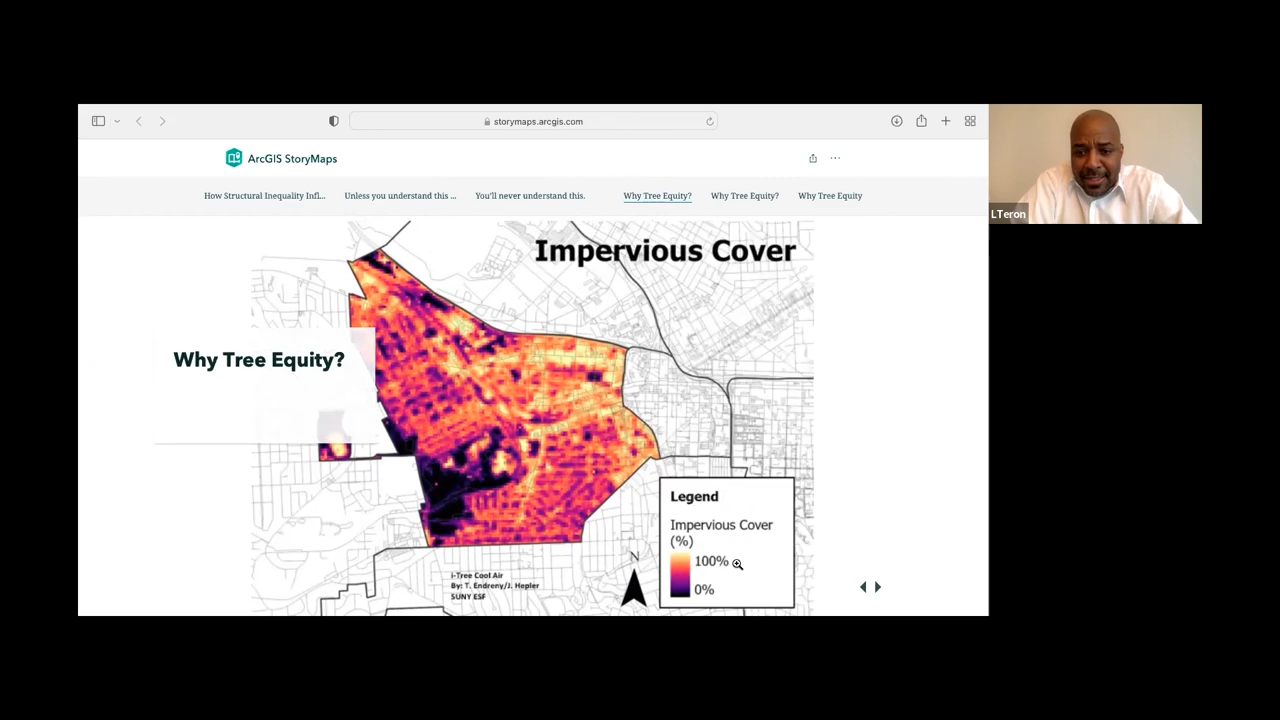 storymaps.arcgis.com
ArcGIS StoryMaps
How Structural Inequality Infl...
Unless you understand this ...
You'll never understand this.
Why Tree Equity?
Why Tree Equity?
Why Tree Equity
LTeron
Impervious Cover
Why Tree Equity?
Legend
Impervious Cover
(%)
100%
0%
N
i-Tree Cool Air
By: T. Endreny/J. Hepler
SUNY ESF